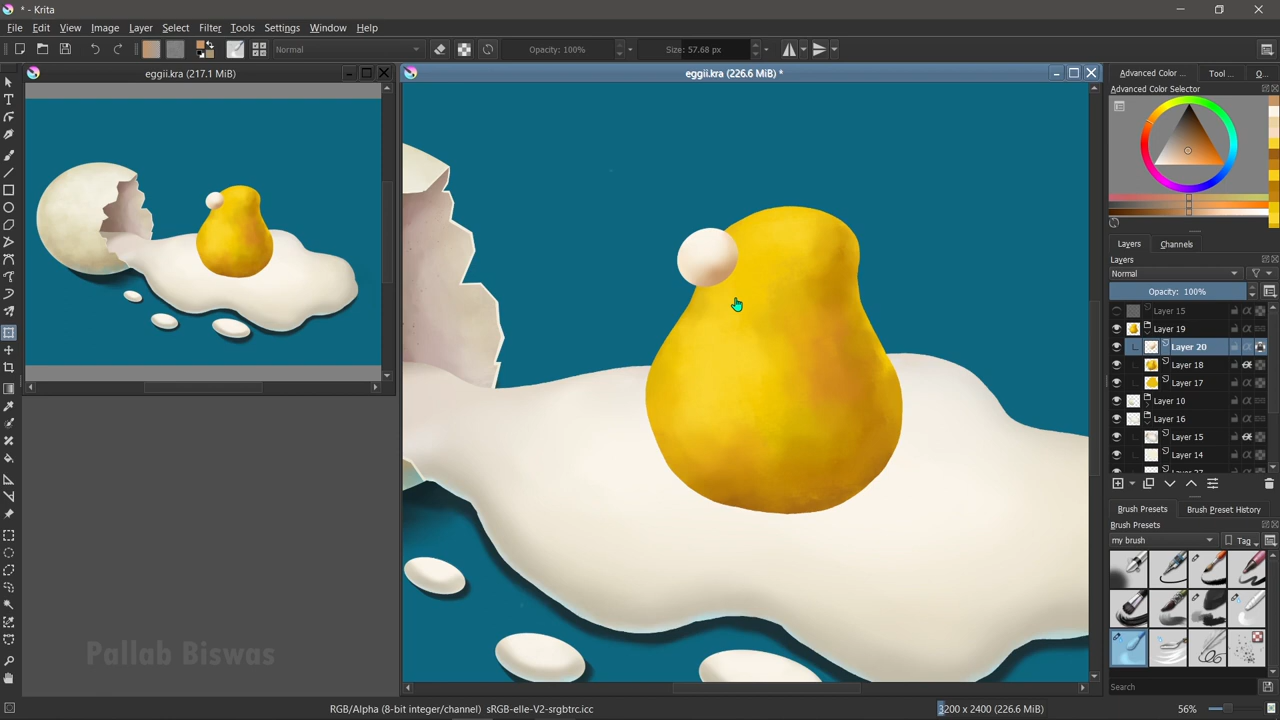 * - Krita
File Edit View Image Layer Select Filter Tools Settings Window Help
Normal Opacity: 100% Size: 57.68 px
eggii.kra (217.1 MiB)
eggii.kra (226.6 MiB) *
Advanced Color ... Tool ... O...
Advanced Color Selector
Layers Channels
Layers
Normal
Opacity: 100%
Layer 15
Layer 19
Layer 20
Layer 18
Layer 17
Layer 10
Layer 16
Layer 15
Layer 14
Brush Presets Brush Preset History
Brush Presets
my brush Tag
Search
Pallab Biswas
RGB/Alpha (8-bit integer/channel) sRGB-elle-V2-srgbtrc.icc
3200 x 2400 (226.6 MiB)
56%